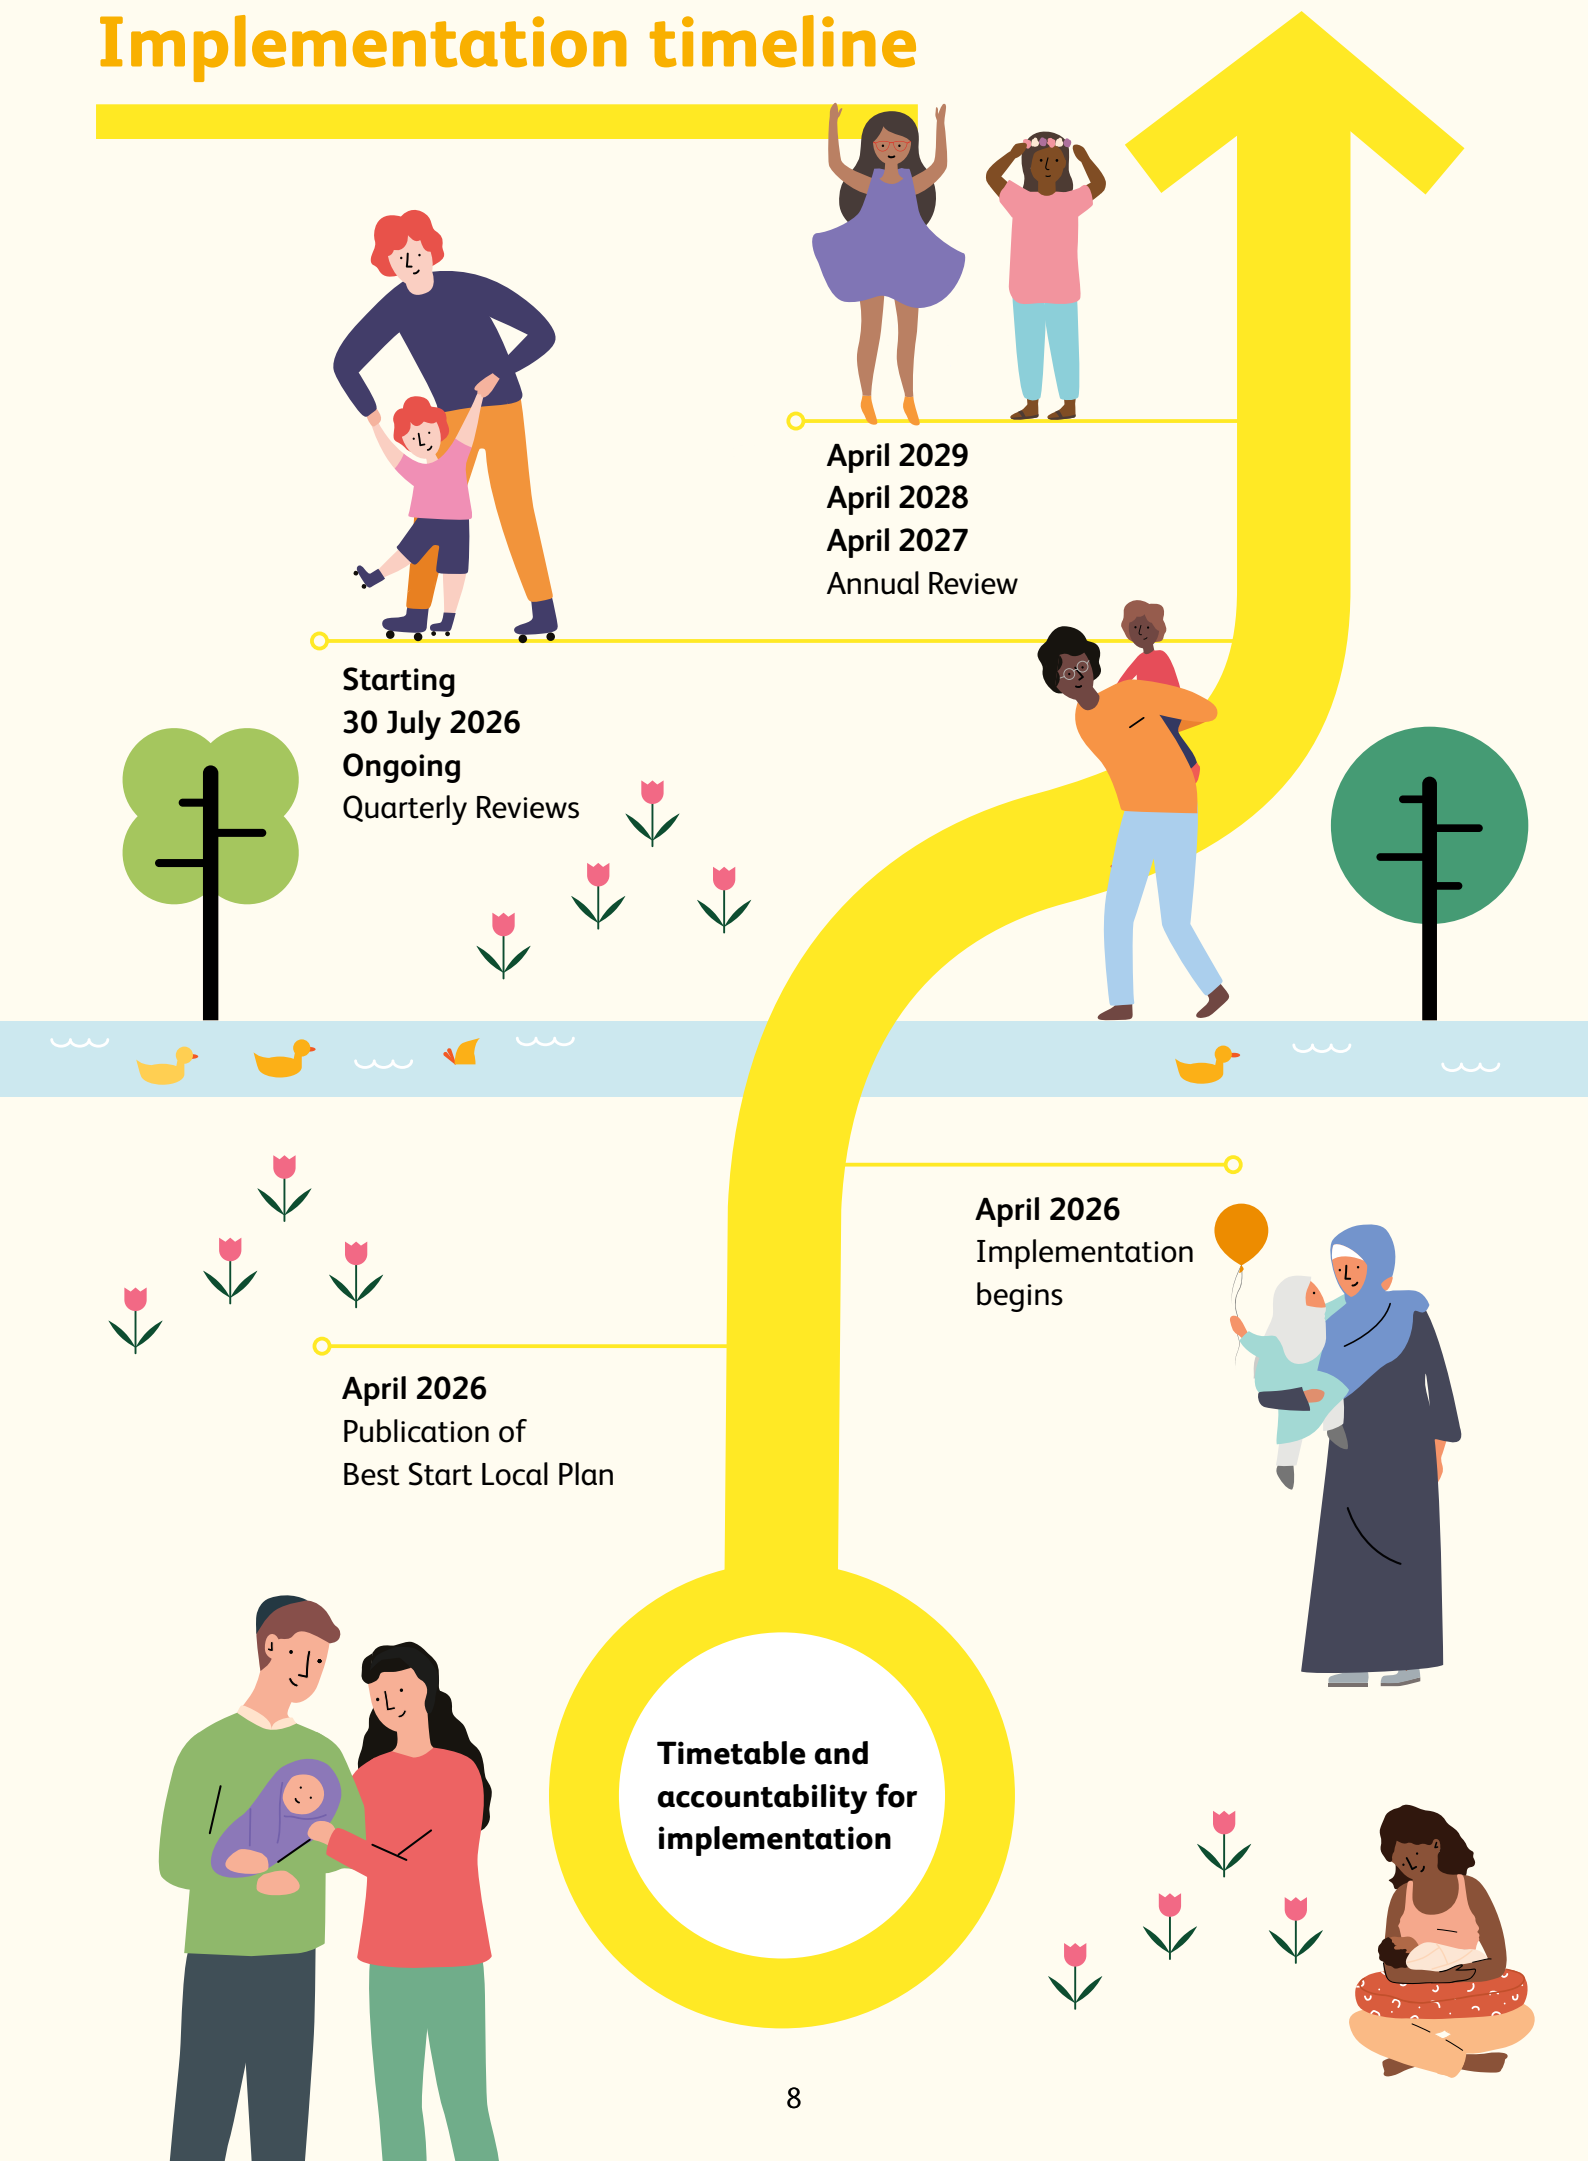 Implementation timeline
April 2029
April 2028
April 2027
Annual Review
Starting
30 July 2026
Ongoing
Quarterly Reviews
April 2026
Implementation
begins
April 2026
Publication of
Best Start Local Plan
Timetable and
accountability for
implementation
8